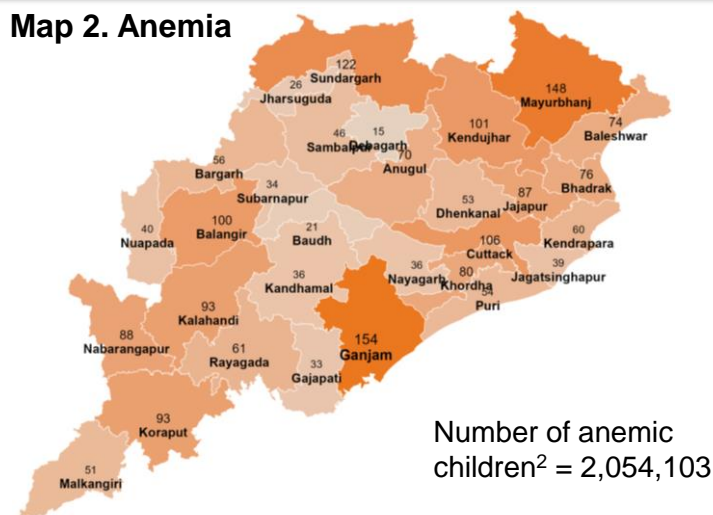 Map 2. Anemia
122
Sundargarh
26
Jharsuguda
148
Mayurbhanj
101
Kendujhar
74
Baleshwar
46
Sambalpur
15
Debagarh
70
Anugul
56
Bargarh
34
Subarnapur
76
Bhadrak
87
Jajapur
53
Dhenkanal
40
Nuapada
100
Balangir
21
Baudh
60
Kendrapara
106
Cuttack
39
Jagatsinghapur
36
Nayagarh
80
Khordha
54
Puri
36
Kandhamal
93
Kalahandi
88
Nabarangapur
61
Rayagada
33
Gajapati
154
Ganjam
93
Koraput
51
Malkangiri
Number of anemic
children² = 2,054,103